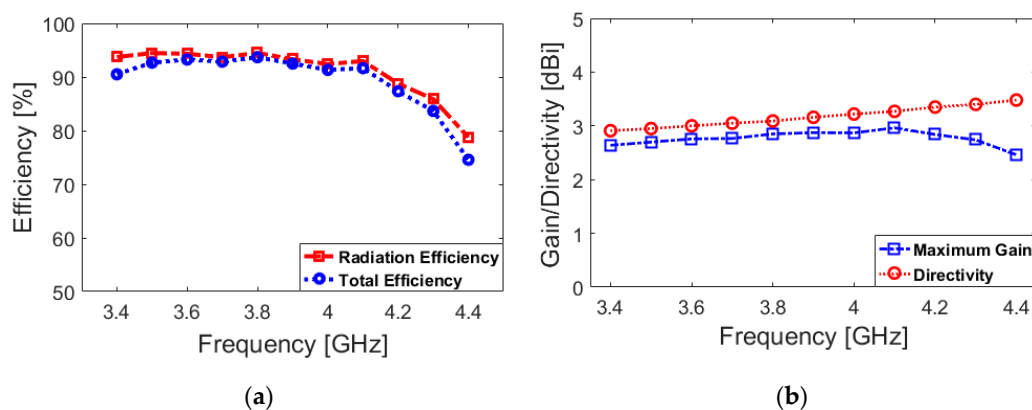 100
90
80
70
60
50
Efficiency [%]
Radiation Efficiency
Total Efficiency
3.4 3.6 3.8 4 4.2 4.4
Frequency [GHz]
(a)
5
4
3
2
1
0
Gain/Directivity [dBi]
Maximum Gain
Directivity
3.4 3.6 3.8 4 4.2 4.4
Frequency [GHz]
(b)